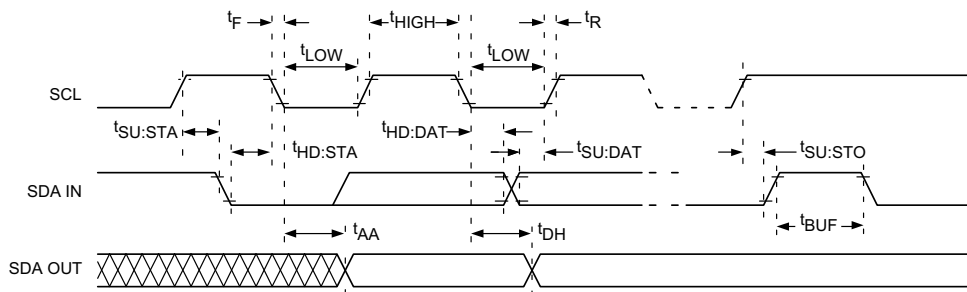 tF
tHIGH
tR
tLOW
tLOW
SCL
tSU:STA
tHD:STA
tHD:DAT
tSU:DAT
tSU:STO
SDA IN
tBUF
tAA
tDH
SDA OUT